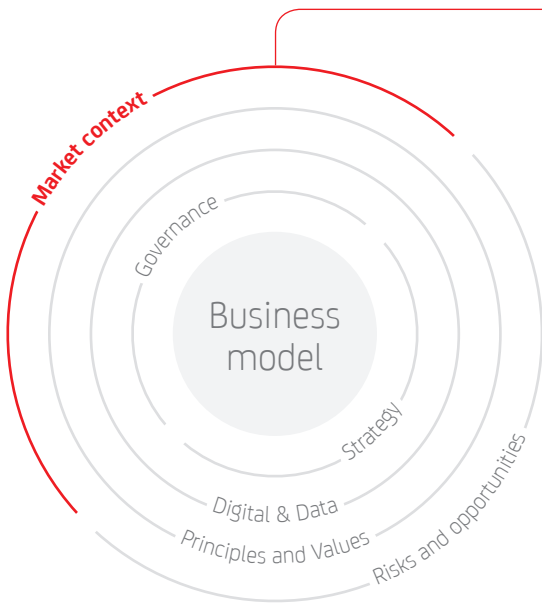 Market context
Governance
Business
model
Strategy
Digital & Data
Principles and Values
Risks and opportunities